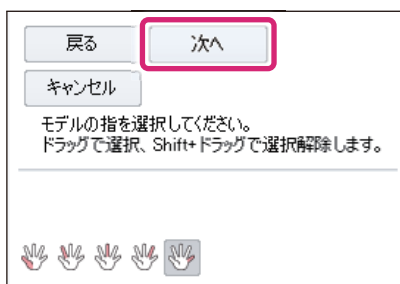 戻る 次へ
キャンセル
モデルの指を選択してください。
ドラッグで選択、Shift+ドラッグで選択解除します。